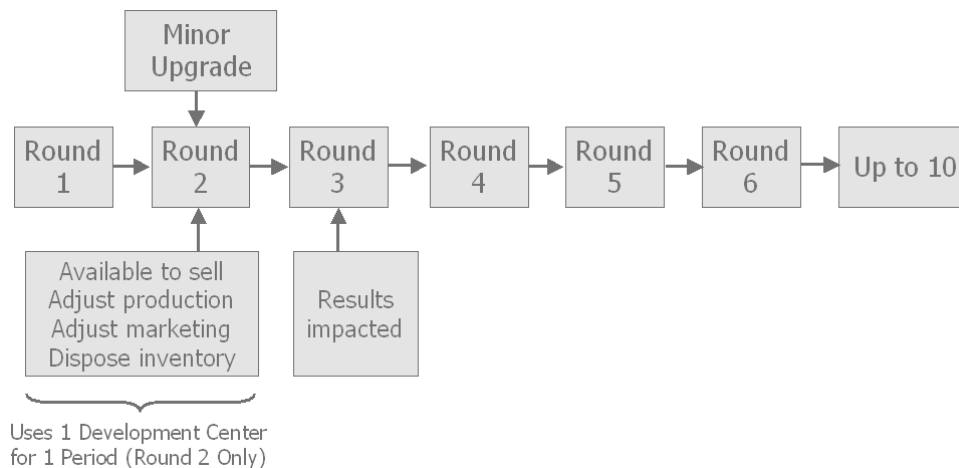 Minor
Upgrade
Round
1
Round
2
Round
3
Round
4
Round
5
Round
6
Up to 10
Available to sell
Adjust production
Adjust marketing
Dispose inventory
Results
impacted
Uses 1 Development Center
for 1 Period (Round 2 Only)